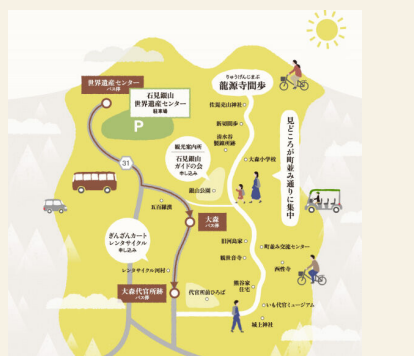 りゅうげんじまぶ
龍源寺間歩
世界遺産センター
バス停
石見銀山
世界遺産センター
駐車場
P
佐毘売山神社
新切間歩
清水谷
製錬所跡
大森小学校
観光案内所
石見銀山
ガイドの会
申し込み
見どころが町並み通りに集中
31
銀山公園
五百羅漢
大森
バス停
ぎんざんカート
レンタサイクル
申し込み
旧河島家
町並み交流センター
観世音寺
西性寺
レンタサイクル河村
熊谷家
住宅
大森代官所跡
バス停
代官所前ひろば
いも代官ミュージアム
城上神社